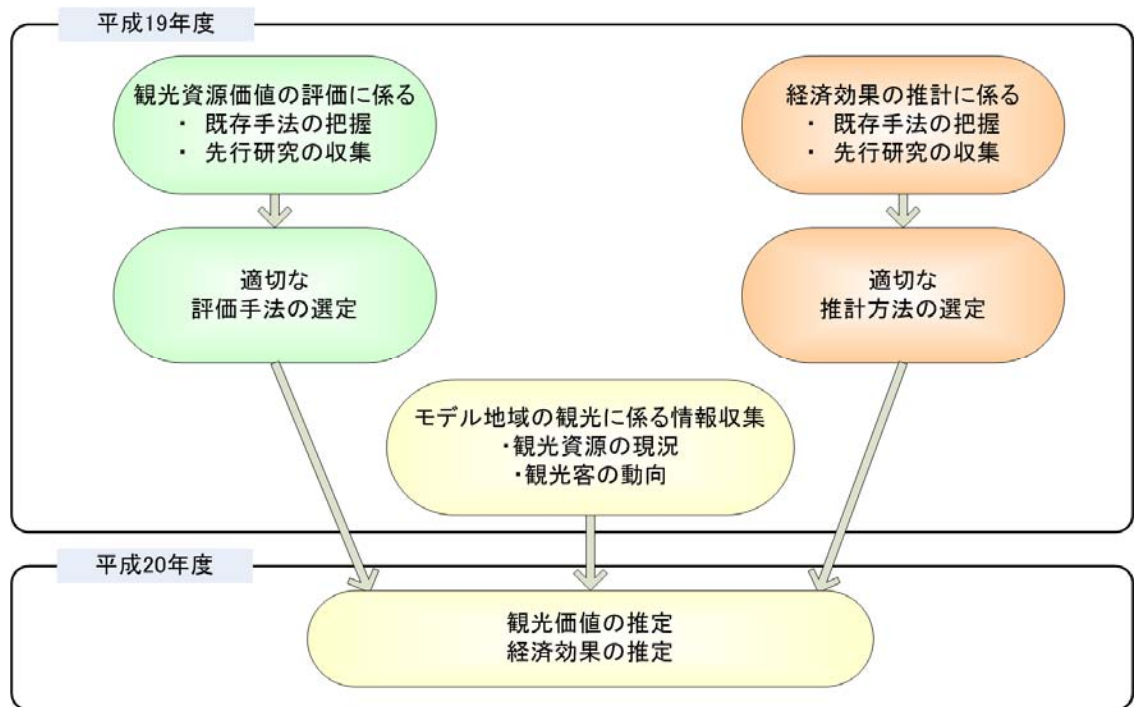 平成19年度
観光資源価値の評価に係る
・ 既存手法の把握
・ 先行研究の収集
経済効果の推計に係る
・ 既存手法の把握
・ 先行研究の収集
適切な
評価手法の選定
適切な
推計方法の選定
モデル地域の観光に係る情報収集
・観光資源の現況
・観光客の動向
平成20年度
観光価値の推定
経済効果の推定